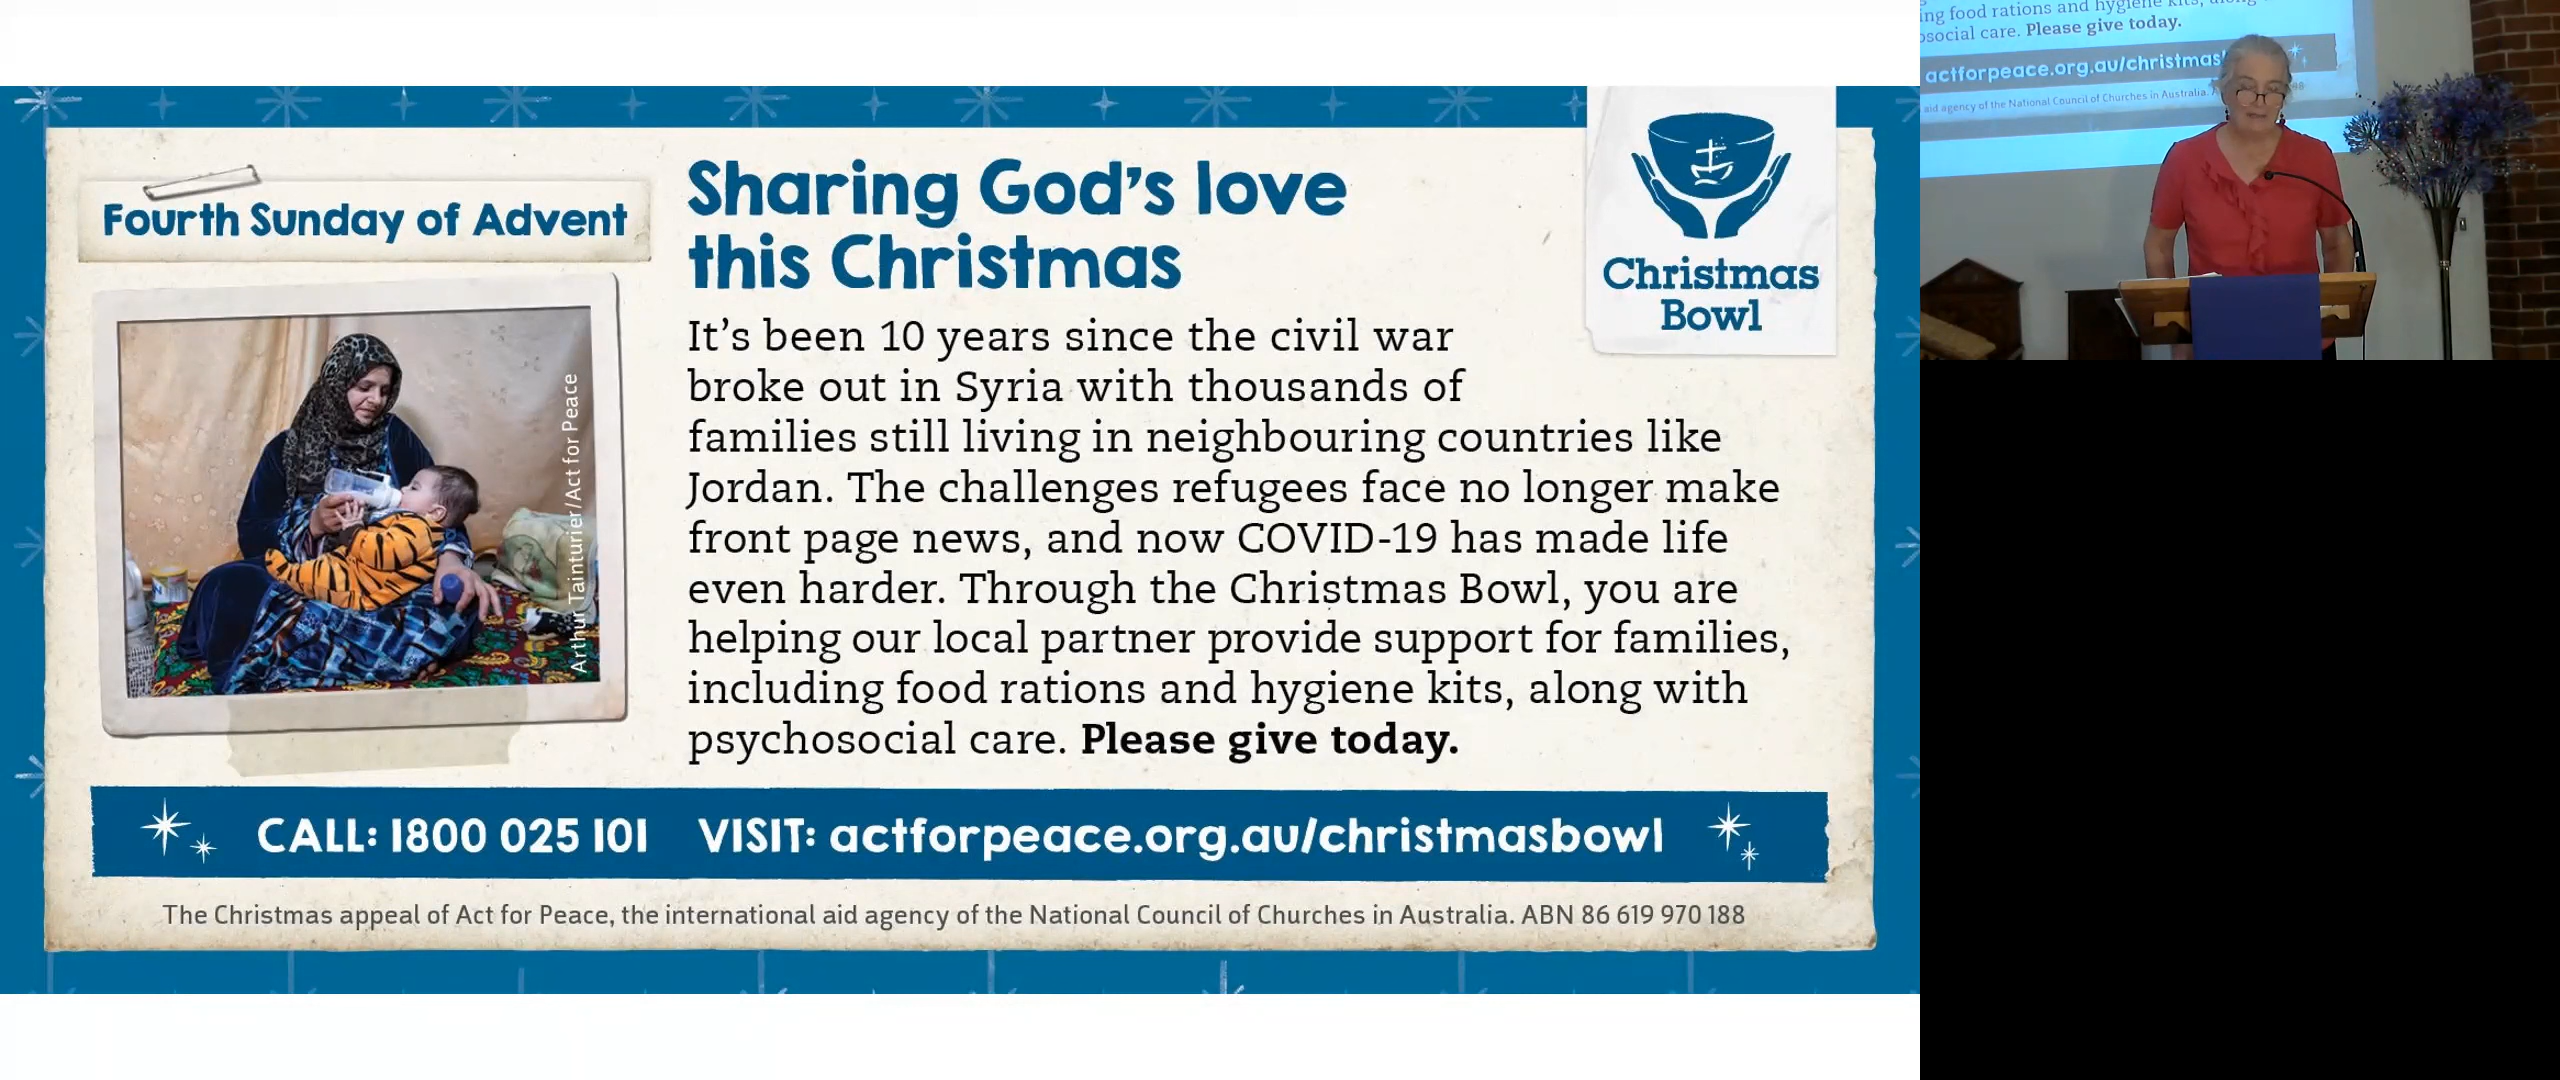 Fourth Sunday of Advent
Arthur Tainturier/Act for Peace
Sharing God's love
this Christmas
Christmas
Bowl
It's been 10 years since the civil war
broke out in Syria with thousands of
families still living in neighbouring countries like
Jordan. The challenges refugees face no longer make
front page news, and now COVID-19 has made life
even harder. Through the Christmas Bowl, you are
helping our local partner provide support for families,
including food rations and hygiene kits, along with
psychosocial care. Please give today.
CALL: 1800 025 101 VISIT: actforpeace.org.au/christmasbowl
The Christmas appeal of Act for Peace, the international aid agency of the National Council of Churches in Australia. ABN 86 619 970 188
ing food rations and hygiene kits, along
osocial care. Please give today.
actforpeace.org.au/christmas
aid agency of the National Council of Churches in Australia.